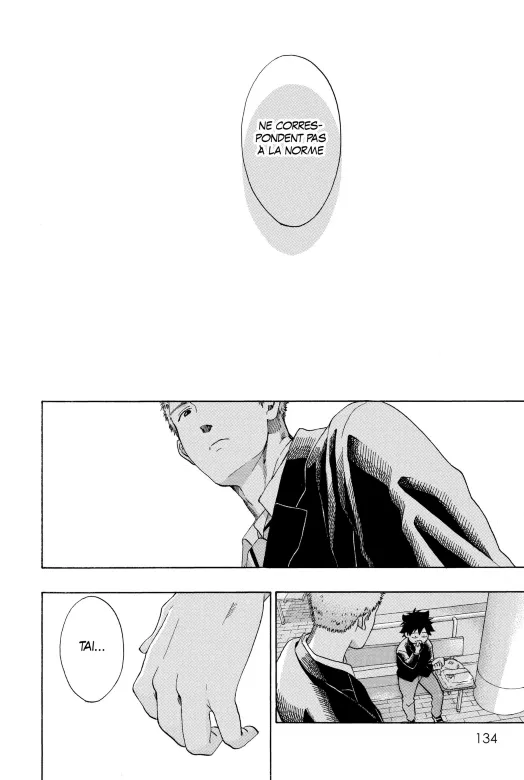 NE CORRES-
PONDENT PAS
À LA NORME
TAI...
134